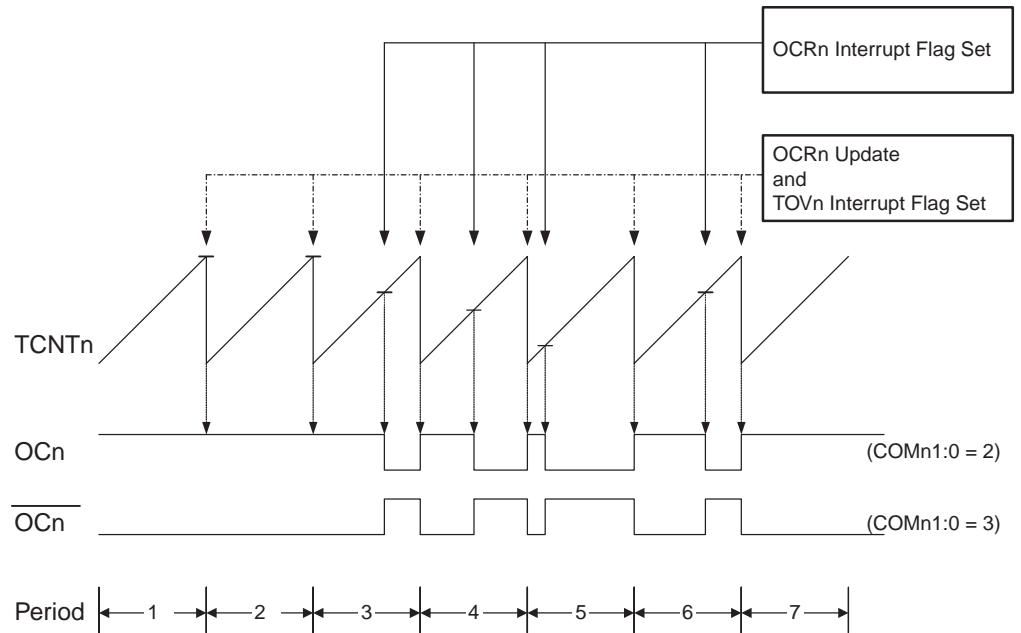 OCRn Interrupt Flag Set
OCRn Update
and
TOVn Interrupt Flag Set
TCNTn
OCn
(COMn1:0 = 2)
OCn
(COMn1:0 = 3)
Period
1
2
3
4
5
6
7